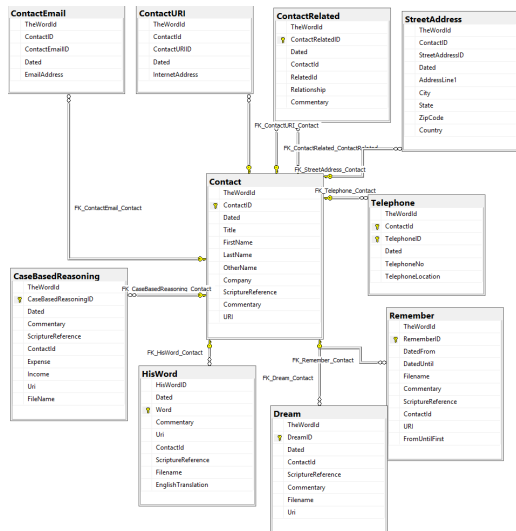 ContactEmail
TheWordId
ContactID
ContactEmailID
Dated
EmailAddress
ContactURI
TheWordId
ContactId
ContactURIID
Dated
InternetAddress
ContactRelated
TheWordId
ContactRelatedID
Dated
ContactId
RelatedId
Relationship
Commentary
StreetAddress
TheWordId
ContactID
StreetAddressID
Dated
AddressLine1
City
State
ZipCode
Country
FK_ContactURI_Contact
FK_ContactRelated_ContactRelated
FK_StreetAddress_Contact
FK_Telephone_Contact
FK_ContactEmail_Contact
Contact
TheWordId
ContactID
Dated
Title
FirstName
LastName
OtherName
Company
ScriptureReference
Commentary
URI
Telephone
TheWordId
ContactId
TelephoneID
Dated
TelephoneNo
TelephoneLocation
CaseBasedReasoning
TheWordId
CaseBasedReasoningID
Dated
Commentary
ScriptureReference
ContactId
Expense
Income
Uri
FileName
FK_CaseBasedReasoning_Contact
FK_HisWord_Contact
FK_Remember_Contact
FK_Dream_Contact
HisWord
HisWordID
Dated
Word
Commentary
Uri
ContactId
ScriptureReference
Filename
EnglishTranslation
Dream
TheWordId
DreamID
Dated
ContactId
ScriptureReference
Commentary
Filename
Uri
Remember
TheWordId
RememberID
DatedFrom
DatedUntil
Filename
Commentary
ScriptureReference
ContactId
URI
FromUntilFirst